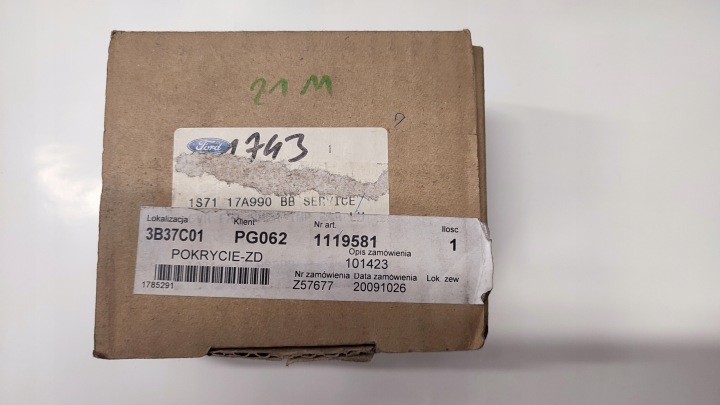 21M
Ford
1743
1S71 17A990 BB SERVICE
Lokalizacja Klient Nr art. Ilosc
3B37C01 PG062 1119581 1
POKRYCIE-ZD Opis zamówienia
101423
Nr zamówienia Data zamówienia Lok. zew
1785291 Z57677 20091026